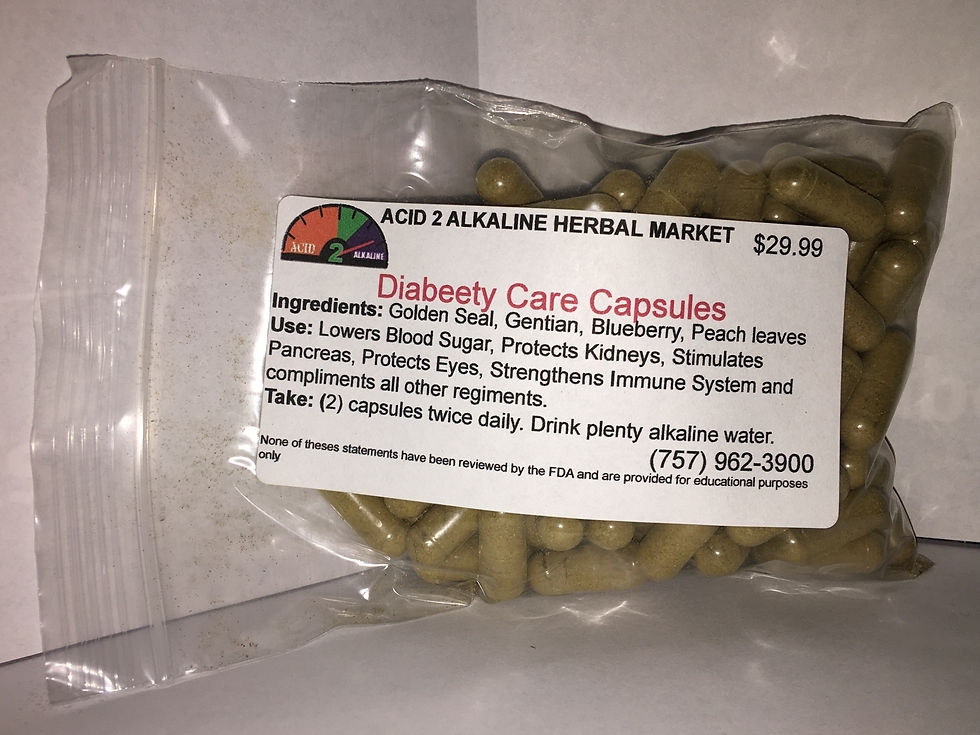 ACID 2 ALKALINE HERBAL MARKET
$29.99
ACID 2 ALKALINE
Diabeety Care Capsules
Ingredients: Golden Seal, Gentian, Blueberry, Peach leaves
Use: Lowers Blood Sugar, Protects Kidneys, Stimulates
Pancreas, Protects Eyes, Strengthens Immune System and
compliments all other regiments.
Take: (2) capsules twice daily. Drink plenty alkaline water.
(757) 962-3900
None of theses statements have been reviewed by the FDA and are provided for educational purposes
only